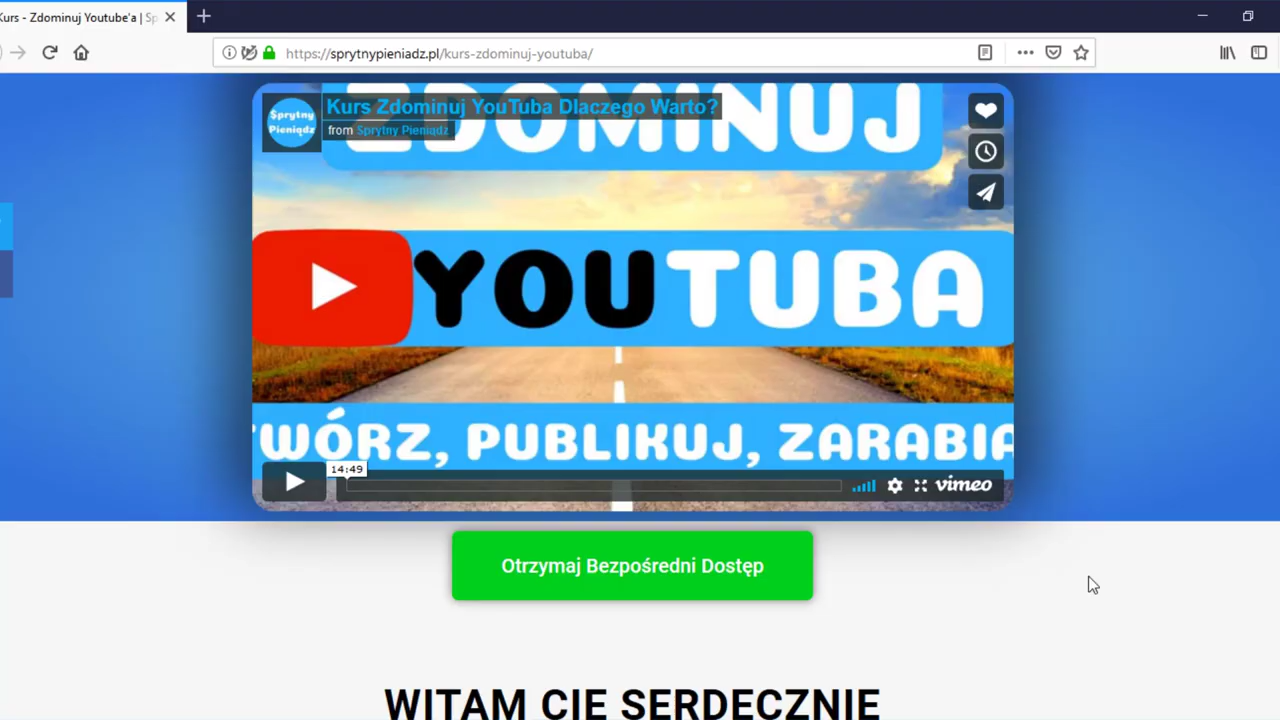 Kurs - Zdominuj Youtube'a | Sp
https://sprytnypieniadz.pl/kurs-zdominuj-youtuba/
ZDOMINUJ
Kurs Zdominuj YouTuba Dlaczego Warto?
from Sprytny Pieniądz
Sprytny
Pieniądz
YOUTUBA
TWÓRZ, PUBLIKUJ, ZARABIA
14:49
vimeo
Otrzymaj Bezpośredni Dostęp
WITAM CIĘ SERDECZNIE